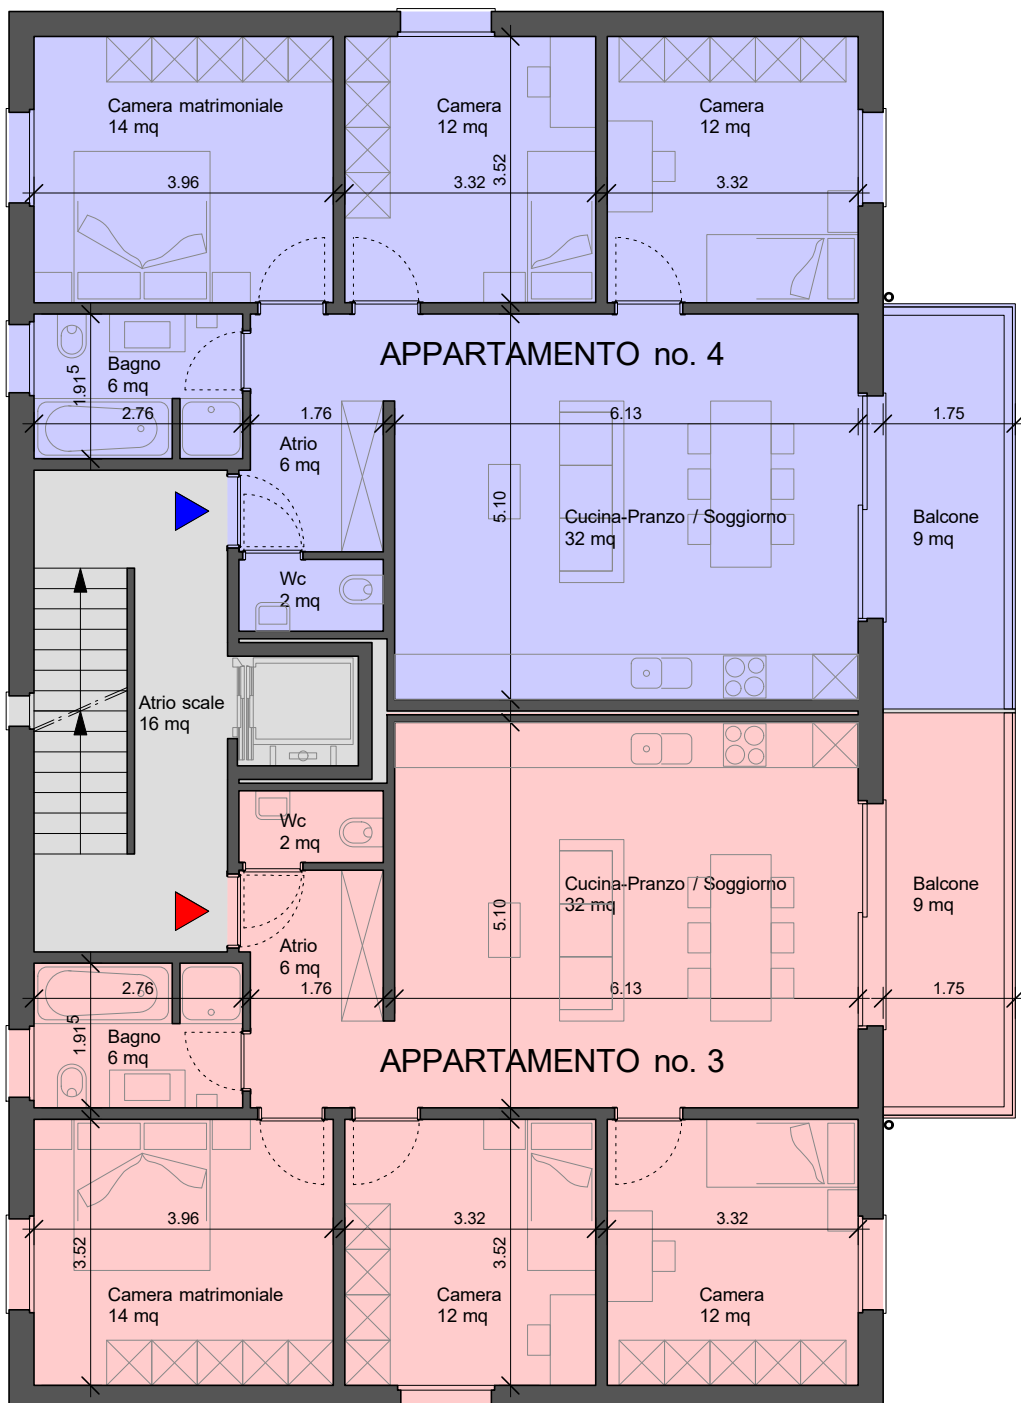 Camera matrimoniale
14 mq
Camera
12 mq
Camera
12 mq
3.96
3.32
3.52
3.32
APPARTAMENTO no. 4
Bagno
6 mq
1.915
2.76
1.76
6.13
1.75
Atrio
6 mq
5.10
Cucina-Pranzo / Soggiorno
32 mq
Balcone
9 mq
Wc
2 mq
Atrio scale
16 mq
Wc
2 mq
Cucina-Pranzo / Soggiorno
32 mq
Balcone
9 mq
5.10
Atrio
6 mq
2.76
1.76
6.13
1.75
1.915
Bagno
6 mq
APPARTAMENTO no. 3
3.96
3.32
3.32
3.52
3.52
Camera matrimoniale
14 mq
Camera
12 mq
Camera
12 mq